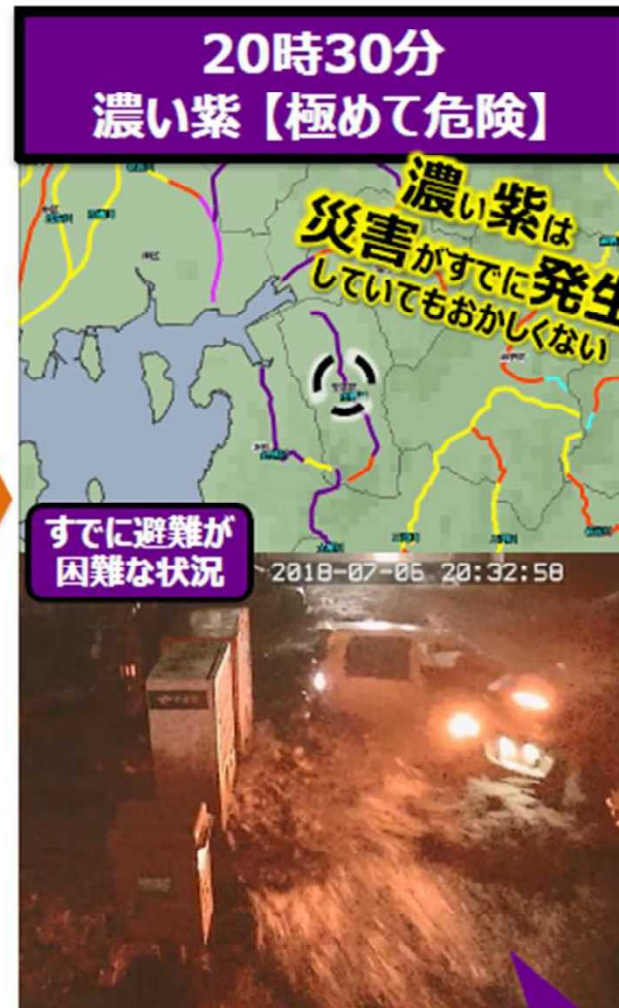 20時30分
濃い紫【極めて危険】
濃い紫は
災害がすでに発生
していてもおかしくない
すでに避難が
困難な状況
2018-07-06 20:32:58